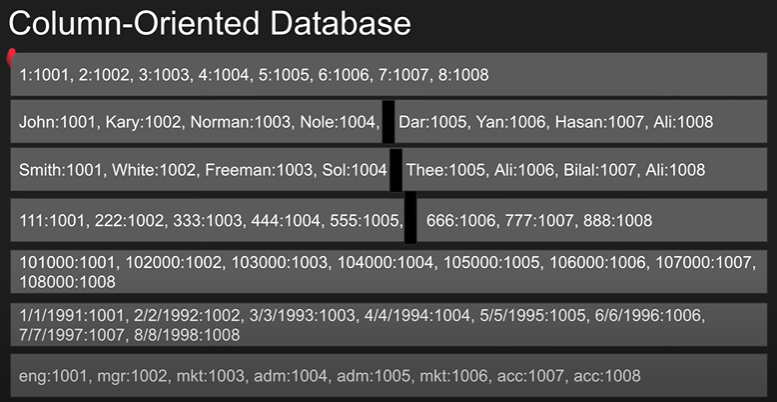 Column-Oriented Database
1:1001, 2:1002, 3:1003, 4:1004, 5:1005, 6:1006, 7:1007, 8:1008
John:1001, Kary:1002, Norman:1003, Nole:1004, Dar:1005, Yan:1006, Hasan:1007, Ali:1008
Smith:1001, White:1002, Freeman:1003, Sol:1004 Thee:1005, Ali:1006, Bilal:1007, Ali:1008
111:1001, 222:1002, 333:1003, 444:1004, 555:1005, 666:1006, 777:1007, 888:1008
101000:1001, 102000:1002, 103000:1003, 104000:1004, 105000:1005, 106000:1006, 107000:1007,
108000:1008
1/1/1991:1001, 2/2/1992:1002, 3/3/1993:1003, 4/4/1994:1004, 5/5/1995:1005, 6/6/1996:1006,
7/7/1997:1007, 8/8/1998:1008
eng:1001, mgr:1002, mkt:1003, adm:1004, adm:1005, mkt:1006, acc:1007, acc:1008